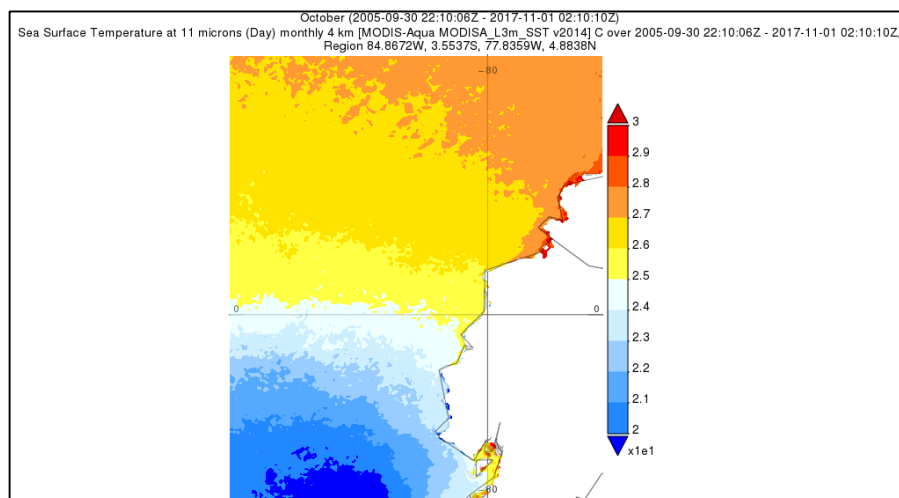 October (2005-09-30 22:10:06Z - 2017-11-01 02:10:10Z)
Sea Surface Temperature at 11 microns (Day) monthly 4 km [MODIS-Aqua MODISA_L3m_SST v2014] C over 2005-09-30 22:10:06Z - 2017-11-01 02:10:10Z,
Region 84.8672W, 3.5537S, 77.8359W, 4.8838N
80
3
2.9
2.8
2.7
2.6
2.5
0 0 2.4
2.3
2.2
2.1
2
x1e1
80